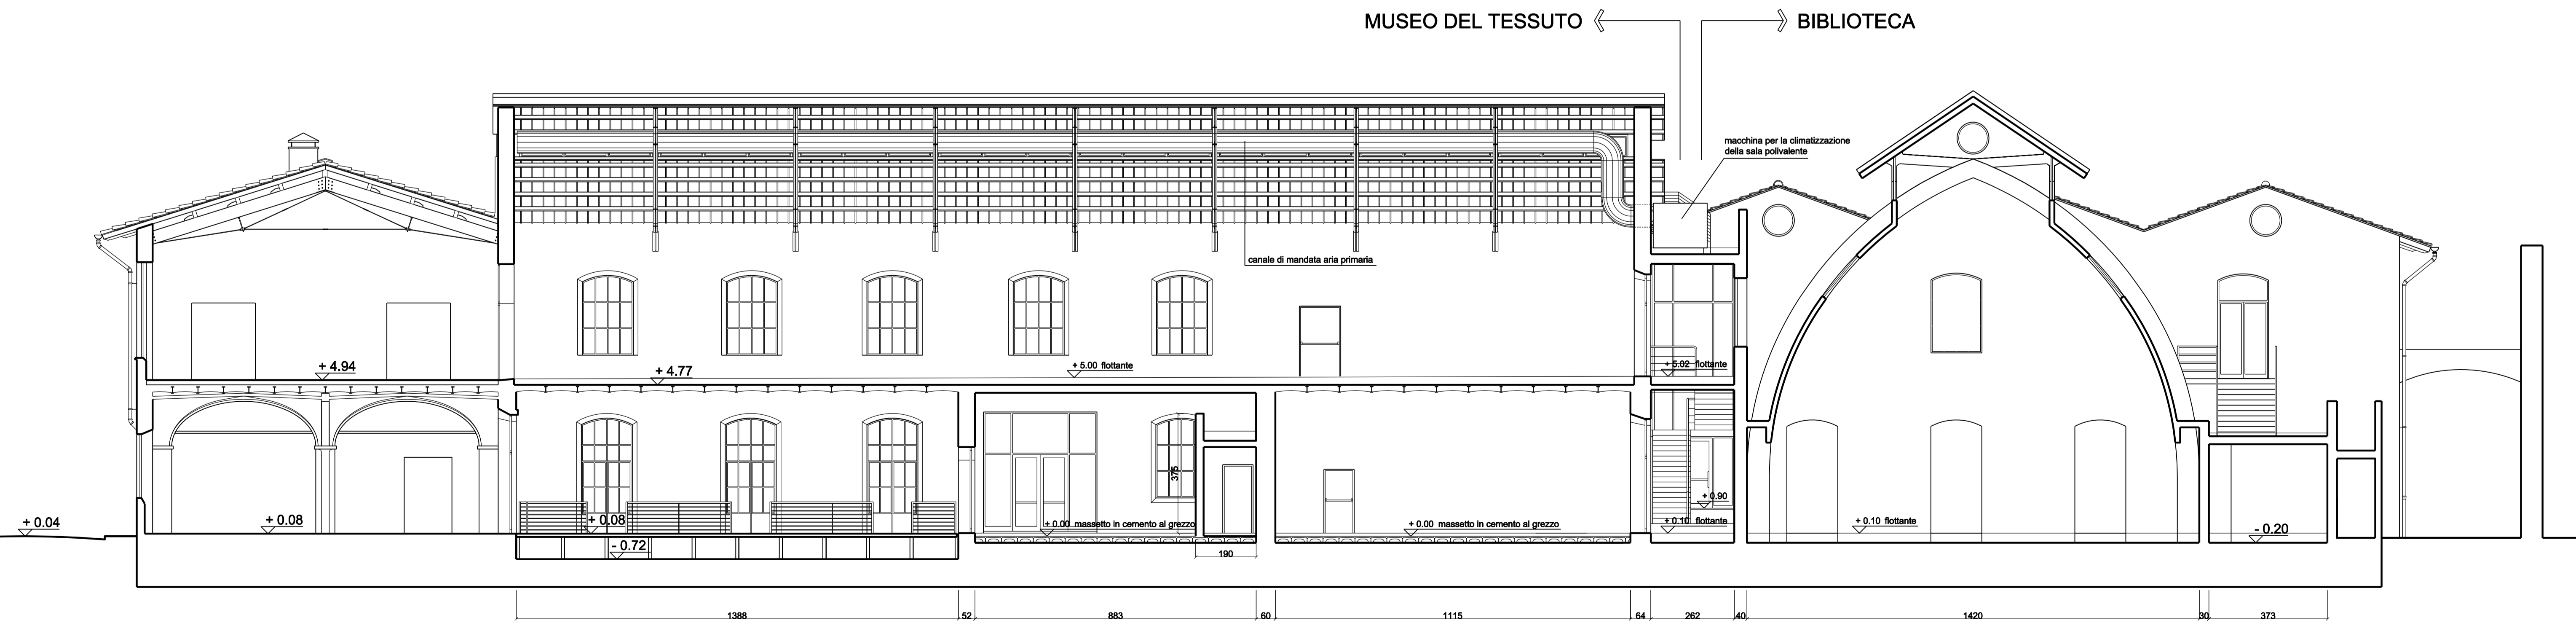 MUSEO DEL TESSUTO
BIBLIOTECA
macchina per la climatizzazione
della sala polivalente
canale di mandata aria primaria
+ 4.94
+ 4.77
+ 5.00 flottante
+ 5.02 flottante
375
+ 0.90
+ 0.04
+ 0.08
+ 0.08
+ 0.00 massetto in cemento al grezzo
+ 0.00 massetto in cemento al grezzo
+ 0.10 flottante
+ 0.10 flottante
- 0.20
- 0.72
190
1388
52
883
60
1115
64
262
40
1420
30
373